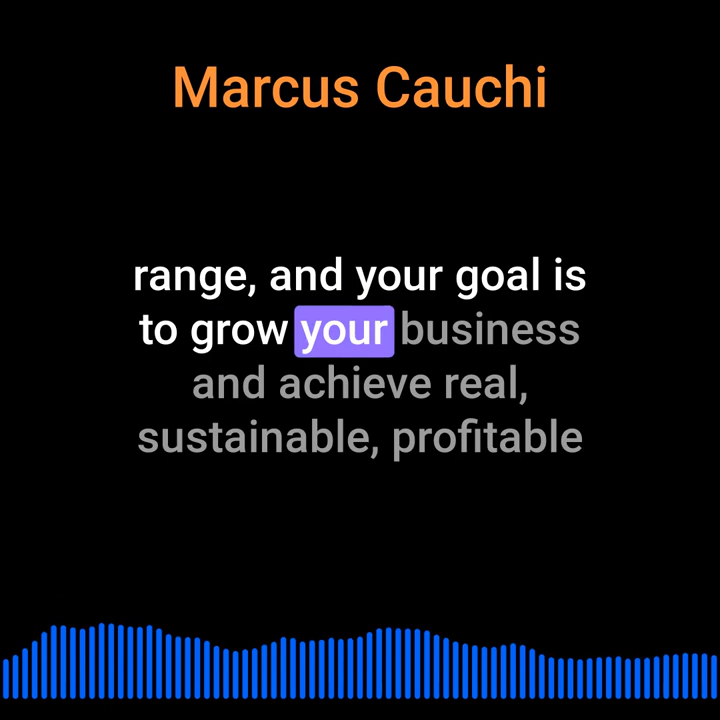 Marcus Cauchi
range, and your goal is
to grow your business
and achieve real,
sustainable, profitable